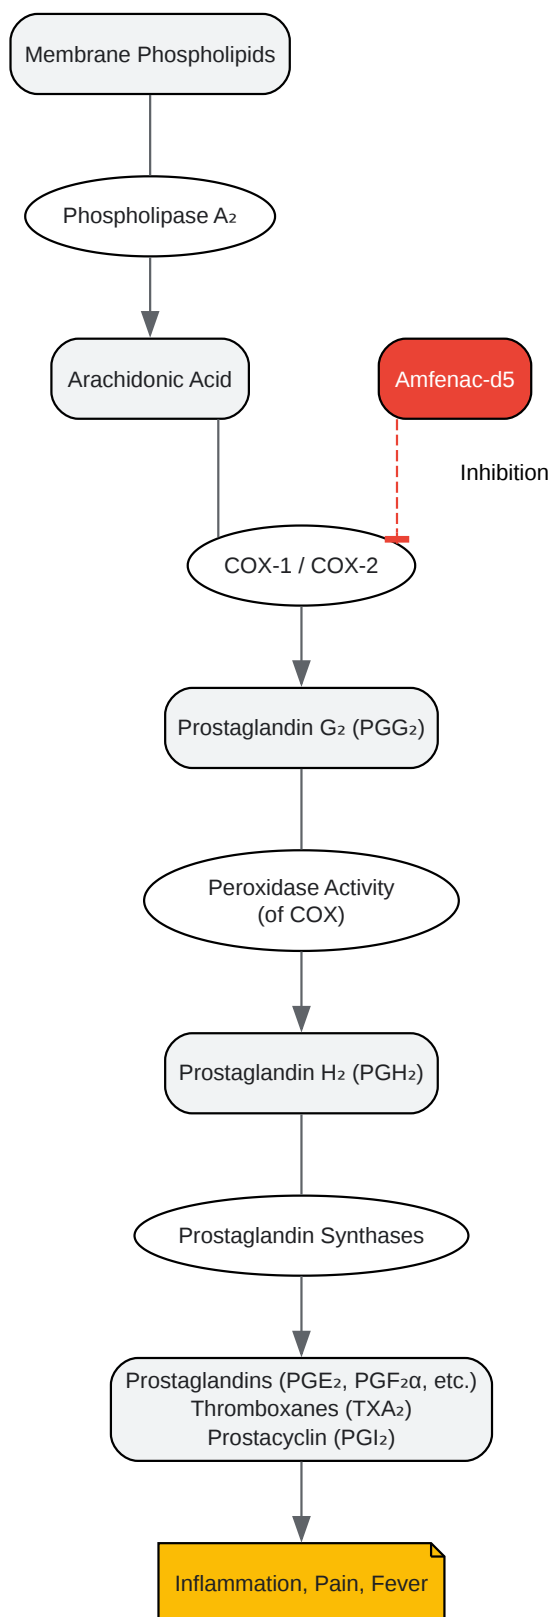 Membrane Phospholipids
Phospholipase A₂
Arachidonic Acid
Amfenac-d5
Inhibition
COX-1 / COX-2
Prostaglandin G₂ (PGG₂)
Peroxidase Activity
(of COX)
Prostaglandin H₂ (PGH₂)
Prostaglandin Synthases
Prostaglandins (PGE₂, PGF₂α, etc.)
Thromboxanes (TXA₂)
Prostacyclin (PGI₂)
Inflammation, Pain, Fever